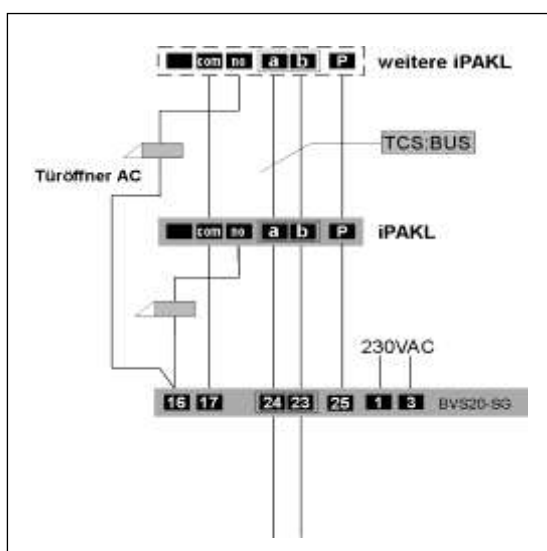 com no a b P weitere iPAKL
TCS:BUS
Türöffner AC
com no a b P iPAKL
230VAC
16 17 24 23 25 1 3 BVS20-SG